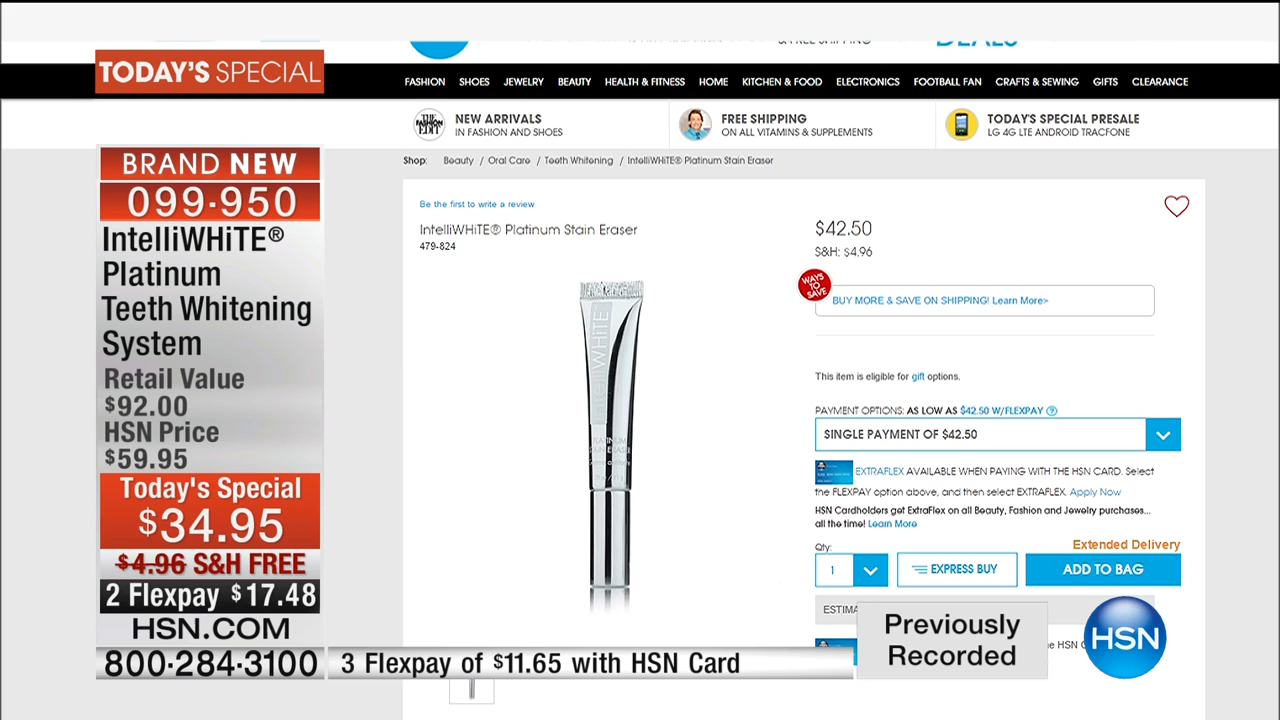 & FREE SHIPPING
DEALS
TODAY'S SPECIAL
FASHION SHOES JEWELRY BEAUTY HEALTH & FITNESS HOME KITCHEN & FOOD ELECTRONICS FOOTBALL FAN CRAFTS & SEWING GIFTS CLEARANCE
THE FASHION EDIT
NEW ARRIVALS
IN FASHION AND SHOES
FREE SHIPPING
ON ALL VITAMINS & SUPPLEMENTS
TODAY'S SPECIAL PRESALE
LG 4G LTE ANDROID TRACFONE
Shop: Beauty / Oral Care / Teeth Whitening / IntelliWHiTE® Platinum Stain Eraser
BRAND NEW
099-950
IntelliWHiTE®
Platinum
Teeth Whitening
System
Retail Value
$92.00
HSN Price
$59.95
Today's Special
$34.95
$4.96 S&H FREE
2 Flexpay $17.48
HSN.COM
800-284-3100
3 Flexpay of $11.65 with HSN Card
Be the first to write a review
IntelliWHiTE® Platinum Stain Eraser
479-824
$42.50
S&H: $4.96
WAYS TO SAVE
BUY MORE & SAVE ON SHIPPING! Learn More>
This item is eligible for gift options.
PAYMENT OPTIONS: AS LOW AS $42.50 W/FLEXPAY ?
SINGLE PAYMENT OF $42.50
EXTRAFLEX AVAILABLE WHEN PAYING WITH THE HSN CARD. Select
the FLEXPAY option above, and then select EXTRAFLEX. Apply Now
HSN Cardholders get ExtraFlex on all Beauty, Fashion and Jewelry purchases...
all the time! Learn More
Extended Delivery
Qty:
1
EXPRESS BUY
ADD TO BAG
Previously
Recorded
HSN